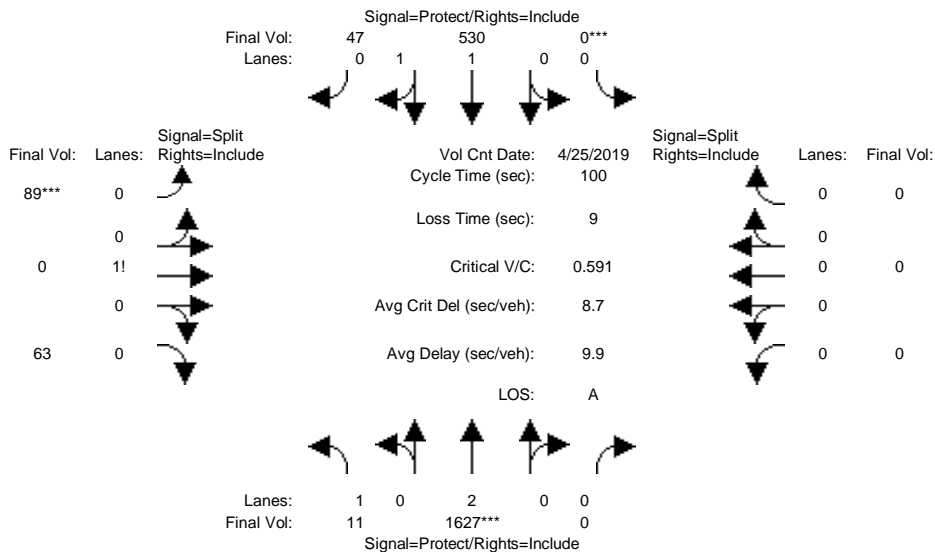 Signal=Protect/Rights=Include
Final Vol: 47 530 0***
Lanes: 0 1 1 0 0
Signal=Split Signal=Split
Final Vol: Lanes: Rights=Include Vol Cnt Date: 4/25/2019 Rights=Include Lanes: Final Vol:
Cycle Time (sec): 100
89*** 0 0 0
Loss Time (sec): 9
0 0
0 1! Critical V/C: 0.591 0 0
0 Avg Crit Del (sec/veh): 8.7 0
63 0 Avg Delay (sec/veh): 9.9 0 0
LOS: A
Lanes: 1 0 2 0 0
Final Vol: 11 1627*** 0
Signal=Protect/Rights=Include